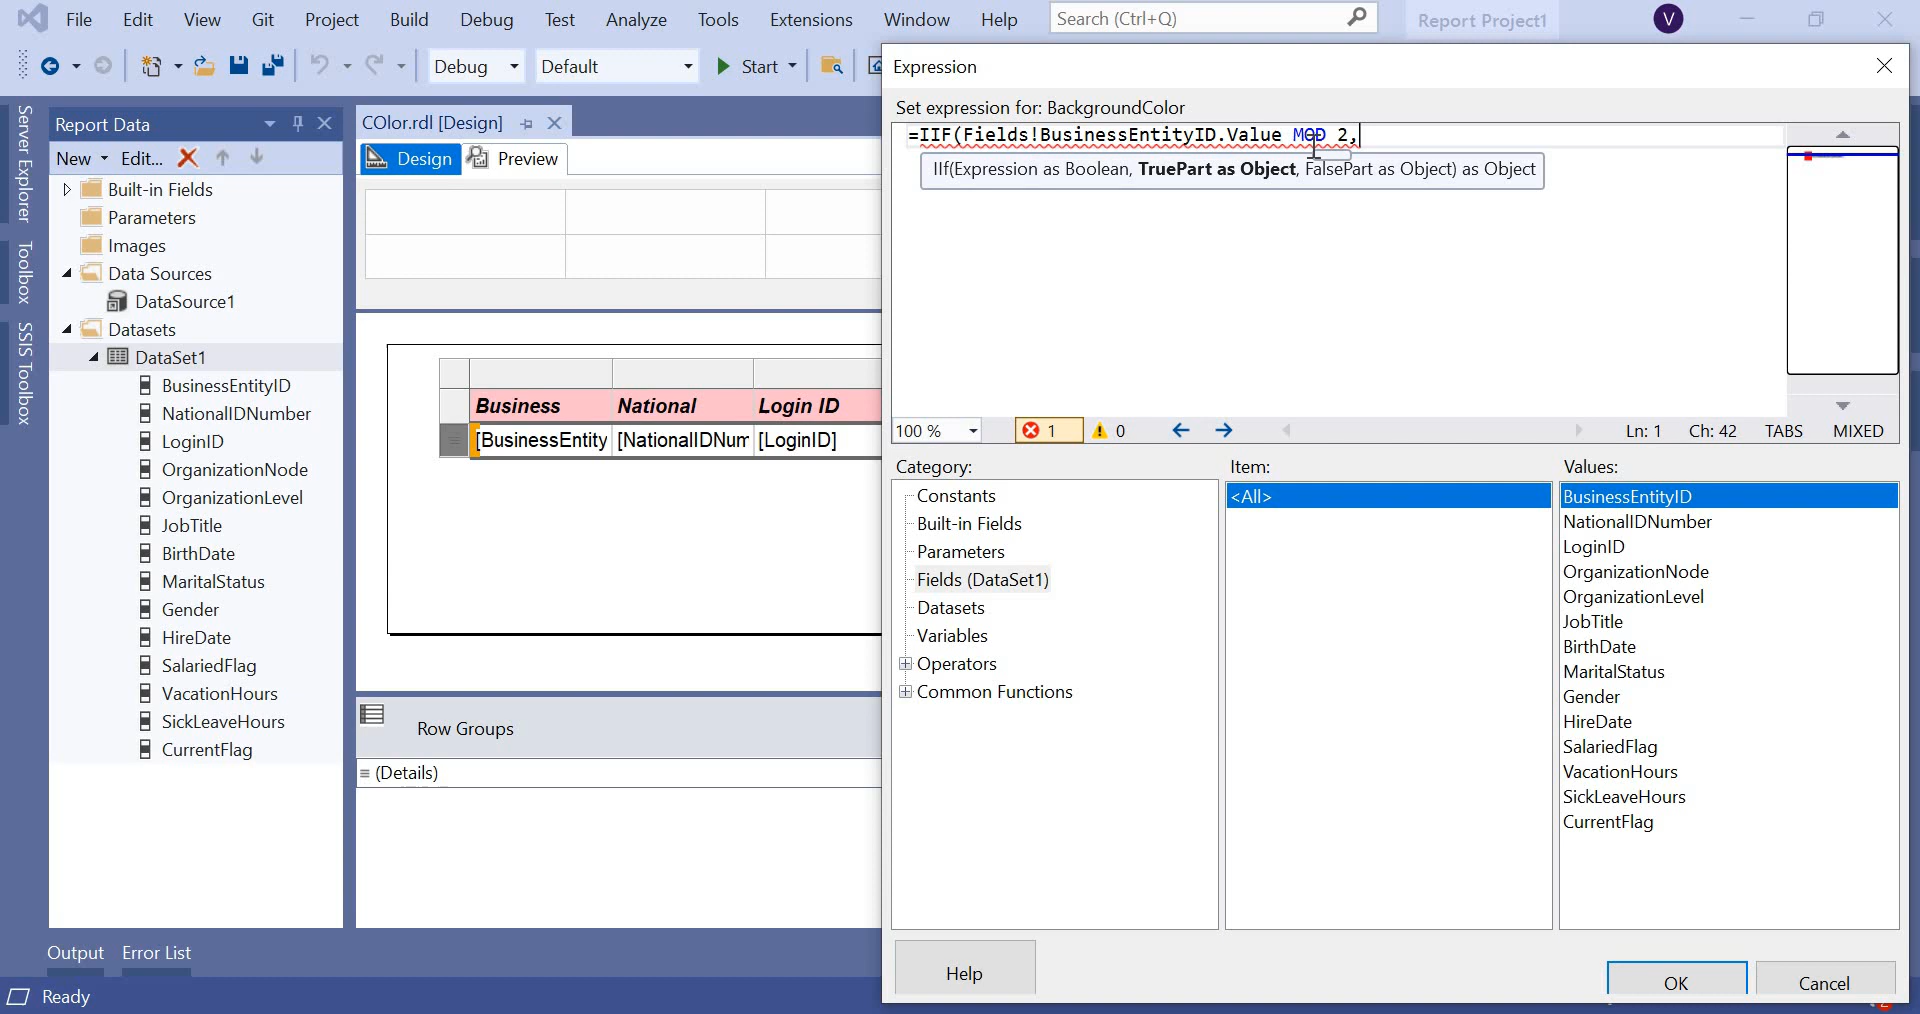 File Edit View Git Project Build Debug Test Analyze Tools Extensions Window Help Search (Ctrl+Q) Report Project1 V
Debug Default Start
Server Explorer
Toolbox
SSIS Toolbox
Report Data
New Edit...
Built-in Fields
Parameters
Images
Data Sources
DataSource1
Datasets
DataSet1
BusinessEntityID
NationalIDNumber
LoginID
OrganizationNode
OrganizationLevel
JobTitle
BirthDate
MaritalStatus
Gender
HireDate
SalariedFlag
VacationHours
SickLeaveHours
CurrentFlag
COlor.rdl [Design]
Design Preview
Business National Login ID
[BusinessEntity [NationalIDNum [LoginID]
Row Groups
(Details)
Expression
Set expression for: BackgroundColor
=IIF(Fields!BusinessEntityID.Value MOD 2,
IIf(Expression as Boolean, TruePart as Object, FalsePart as Object) as Object
100 % 1 0 Ln: 1 Ch: 42 TABS MIXED
Category:
Constants
Built-in Fields
Parameters
Fields (DataSet1)
Datasets
Variables
Operators
Common Functions
Item:
<All>
Values:
BusinessEntityID
NationalIDNumber
LoginID
OrganizationNode
OrganizationLevel
JobTitle
BirthDate
MaritalStatus
Gender
HireDate
SalariedFlag
VacationHours
SickLeaveHours
CurrentFlag
Help OK Cancel
Output Error List
Ready
2